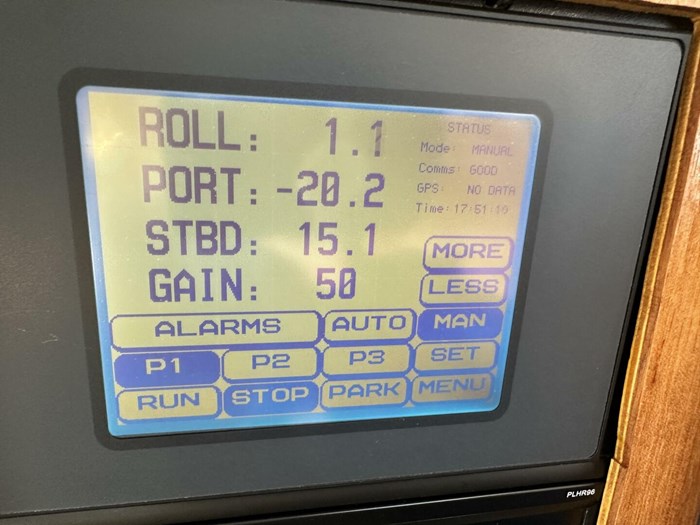 ROLL: 1.1
PORT: -20.2
STBD: 15.1
GAIN: 50
STATUS
Mode: MANUAL
Comms: GOOD
GPS: NO DATA
Time: 17:51:19
MORE
LESS
ALARMS AUTO MAN
P1 P2 P3 SET
RUN STOP PARK MENU
PLHR96